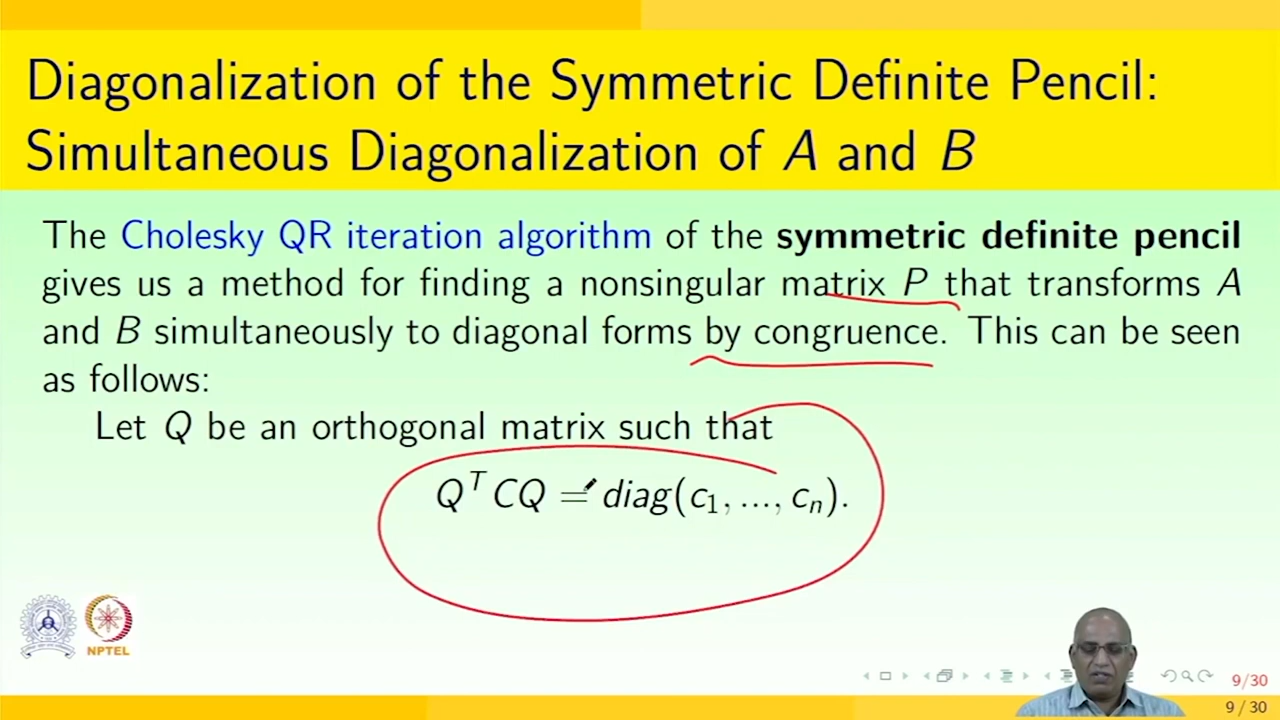 Diagonalization of the Symmetric Definite Pencil:
Simultaneous Diagonalization of A and B
The Cholesky QR iteration algorithm of the symmetric definite pencil
gives us a method for finding a nonsingular matrix P that transforms A
and B simultaneously to diagonal forms by congruence. This can be seen
as follows:
Let Q be an orthogonal matrix such that
Q^T CQ = diag(c₁, ..., cₙ).
NPTEL
9/30
9 / 30